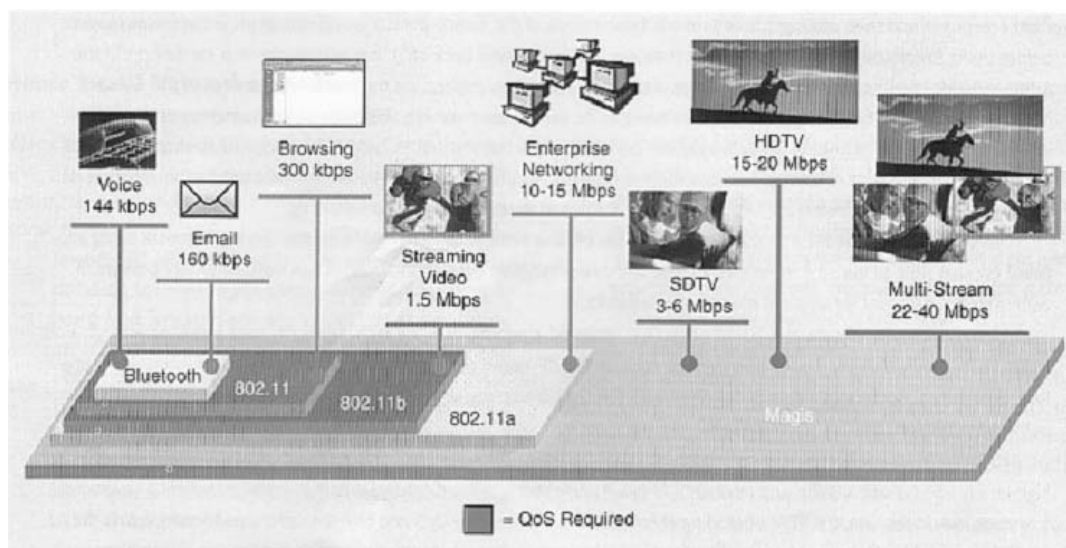 Voice
144 kbps
Email
160 kbps
Browsing
300 kbps
Streaming
Video
1.5 Mbps
Enterprise
Networking
10-15 Mbps
SDTV
3-6 Mbps
HDTV
15-20 Mbps
Multi-Stream
22-40 Mbps
Bluetooth
802.11
802.11b
802.11a
Magis
= QoS Required